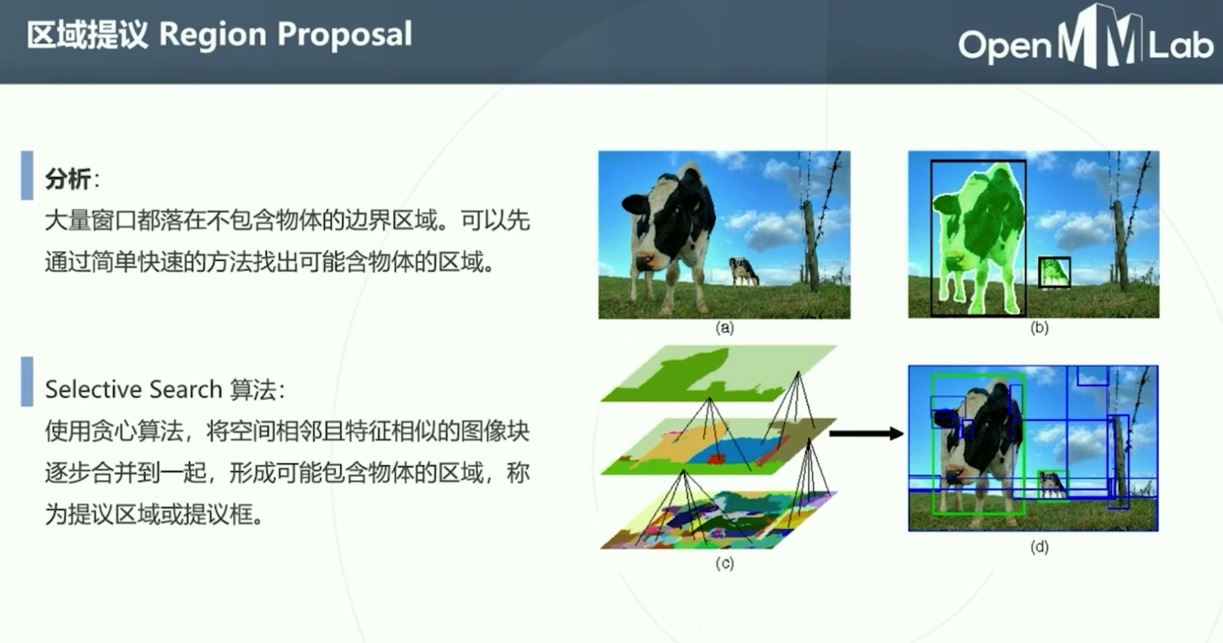 区域提议 Region Proposal
OpenMMLab
分析：
大量窗口都落在不包含物体的边界区域。可以先
通过简单快速的方法找出可能含物体的区域。
Selective Search 算法：
使用贪心算法，将空间相邻且特征相似的图像块
逐步合并到一起，形成可能包含物体的区域，称
为提议区域或提议框。
(a)
(b)
(c)
(d)